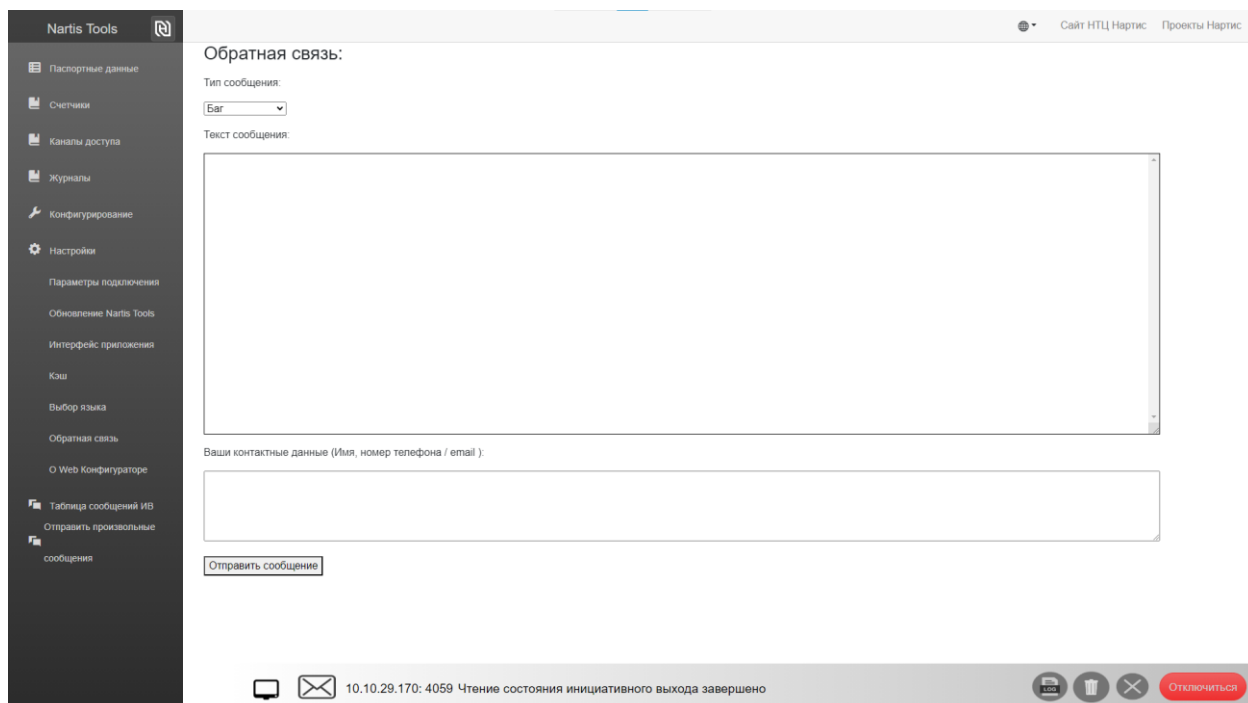 Nartis Tools
Сайт НТЦ Нартис Проекты Нартис
Паспортные данные
Счетчики
Каналы доступа
Журналы
Конфигурирование
Настройки
Параметры подключения
Обновление Nartis Tools
Интерфейс приложения
Кэш
Выбор языка
Обратная связь
О Web Конфигураторе
Таблица сообщений ИВ
Отправить произвольные
сообщения
Обратная связь:
Тип сообщения:
Баг
Текст сообщения:
Ваши контактные данные (Имя, номер телефона / email ):
Отправить сообщение
10.10.29.170: 4059 Чтение состояния инициативного выхода завершено
LOG
Отключиться